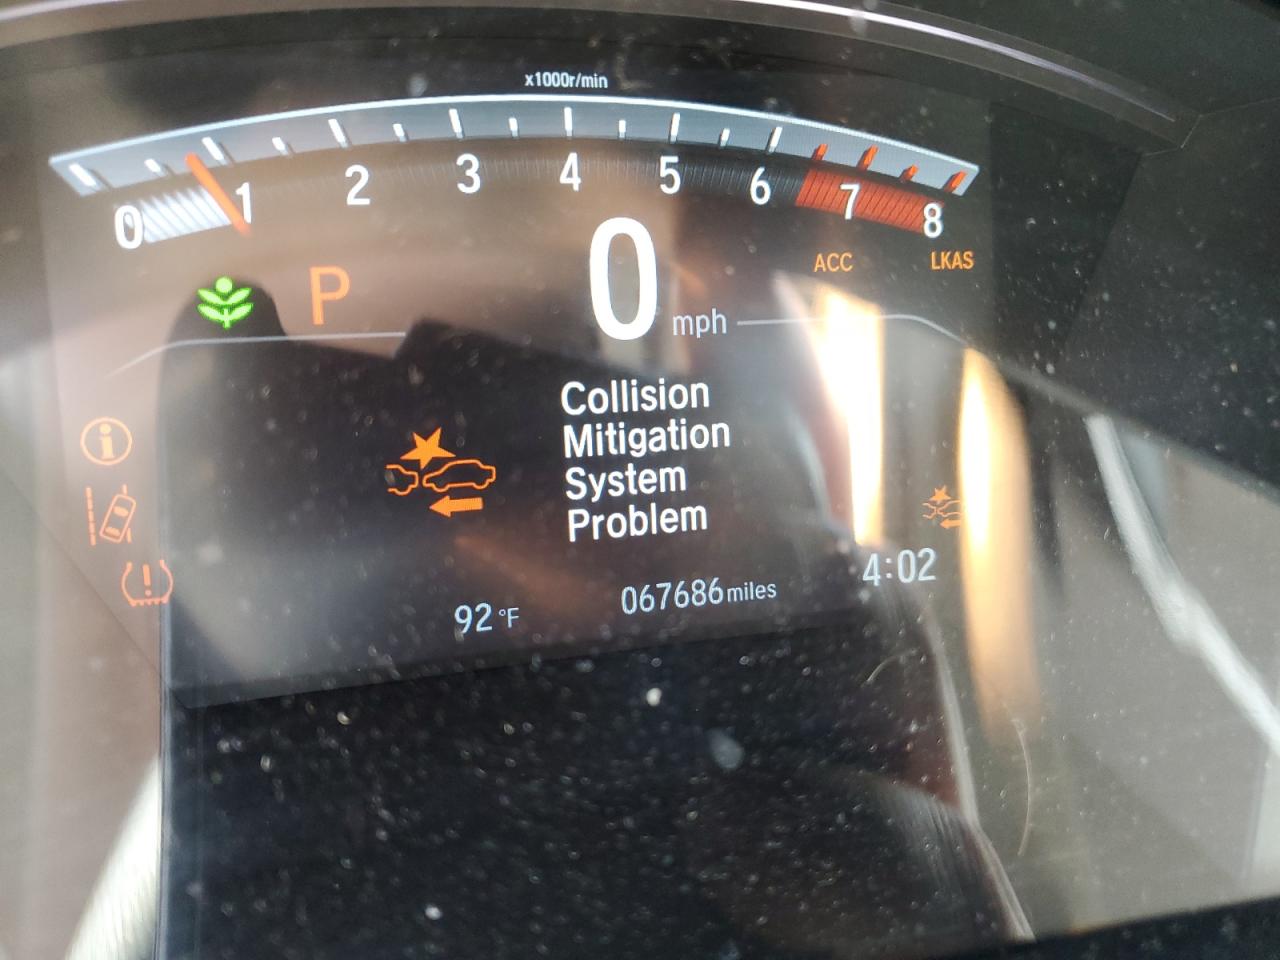 x1000r/min
0 1 2 3 4 5 6 7 8
P
0 mph
ACC
LKAS
Collision
Mitigation
System
Problem
92 °F
067686 miles
4:02